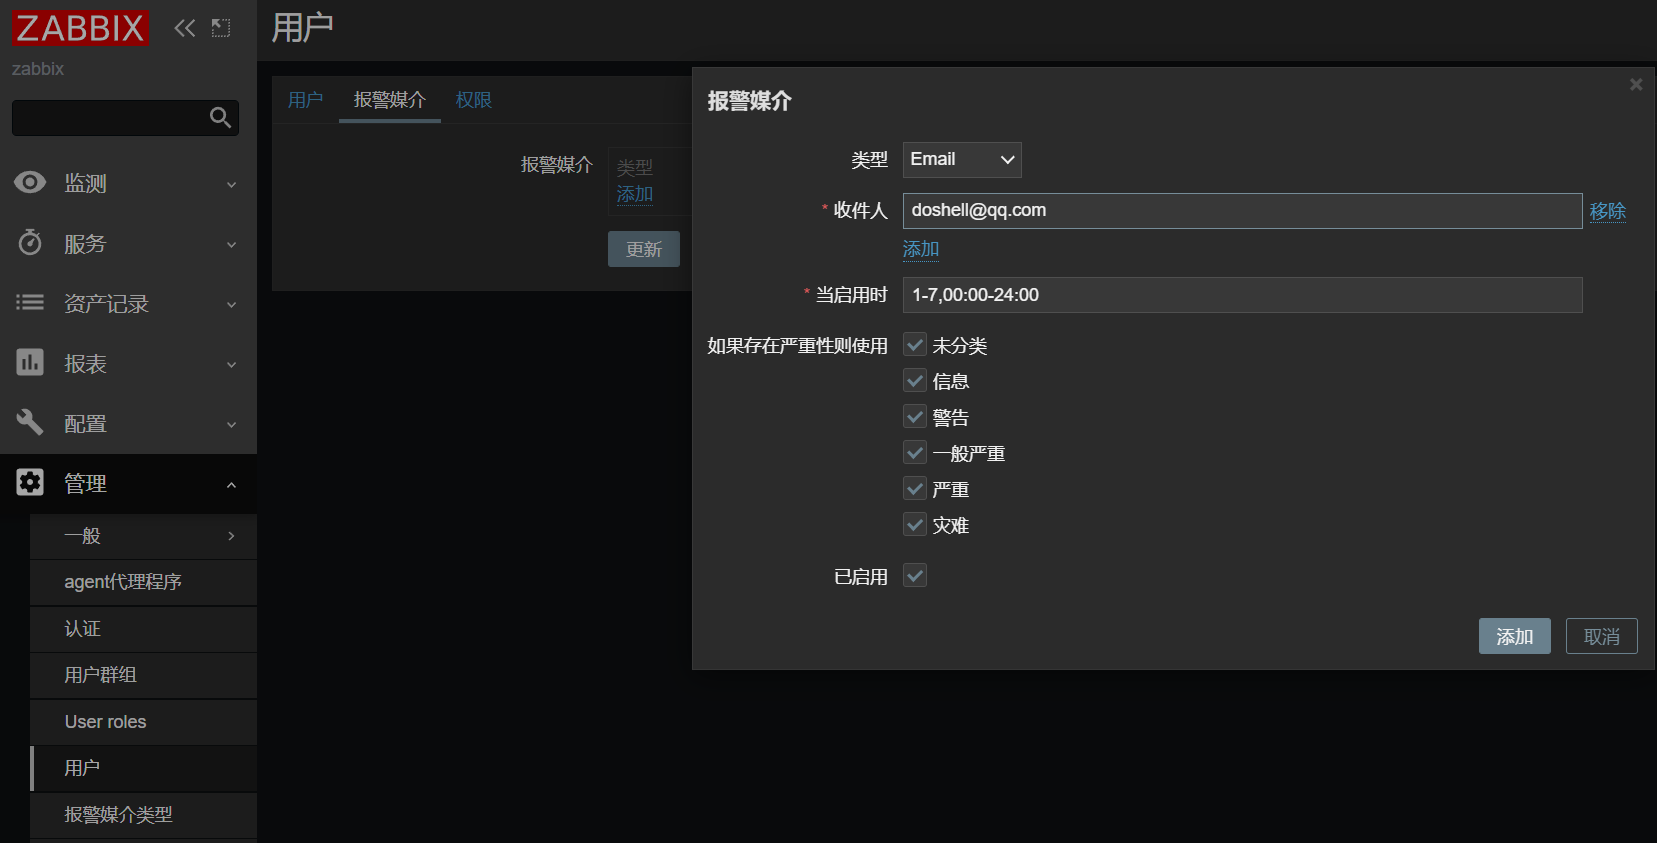 ZABBIX
zabbix
监测
服务
资产记录
报表
配置
管理
一般
agent代理程序
认证
用户群组
User roles
用户
报警媒介类型
用户
用户 报警媒介 权限
报警媒介 类型
添加
更新
报警媒介
类型 Email
* 收件人 doshell@qq.com 移除
添加
* 当启用时 1-7,00:00-24:00
如果存在严重性则使用 未分类
信息
警告
一般严重
严重
灾难
已启用
添加 取消